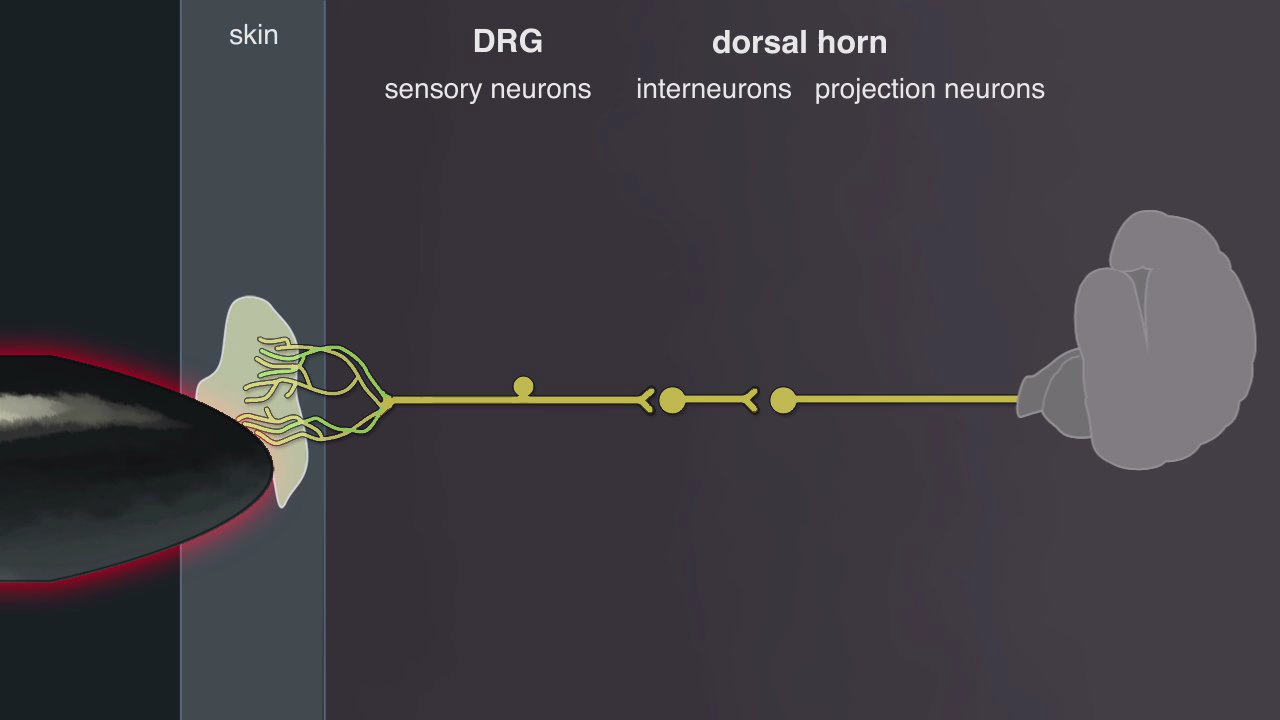 skin
DRG
dorsal horn
sensory neurons
interneurons
projection neurons